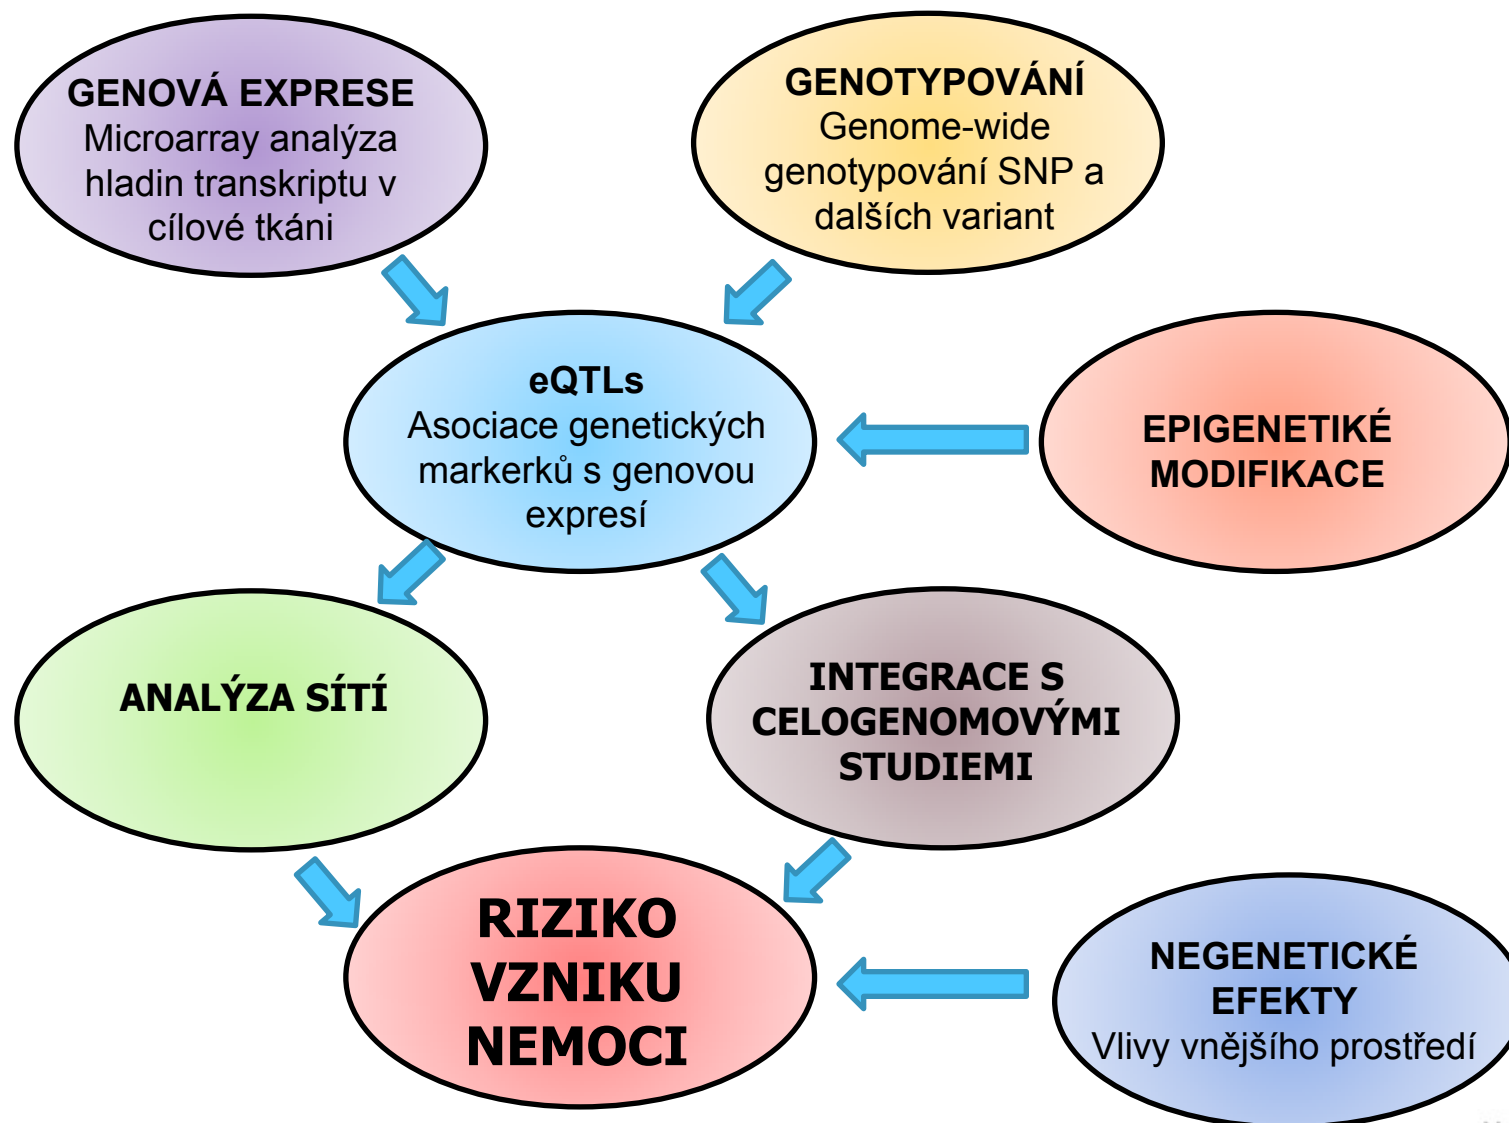 GENOVÁ EXPRESE
Microarray analýza
hladin transkriptu v
cílové tkáni
GENOTYPOVÁNÍ
Genome-wide
genotypování SNP a
dalších variant
eQTLs
Asociace genetických
markerků s genovou
expresí
EPIGENETIKÉ
MODIFIKACE
ANALÝZA SÍTÍ
INTEGRACE S
CELOGENOMOVÝMI
STUDIEMI
RIZIKO
VZNIKU
NEMOCI
NEGENETICKÉ
EFEKTY
Vlivy vnějšího prostředí